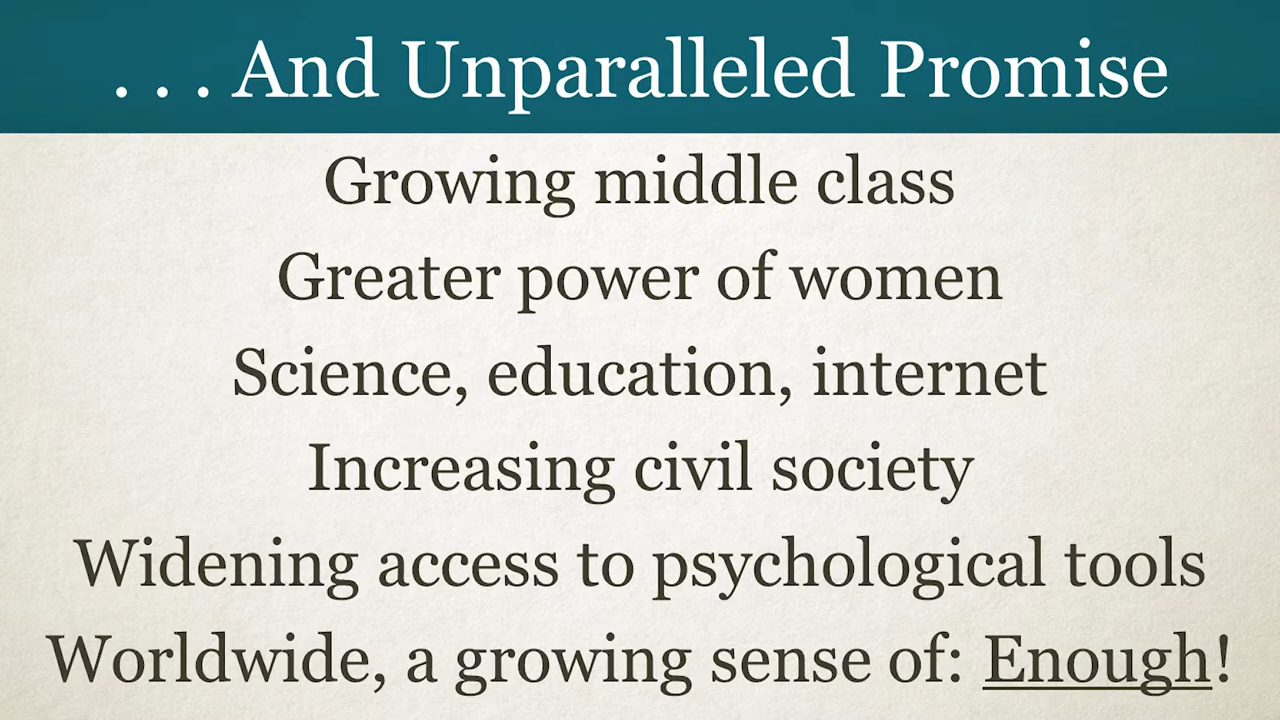 . . . And Unparalleled Promise
Growing middle class
Greater power of women
Science, education, internet
Increasing civil society
Widening access to psychological tools
Worldwide, a growing sense of: Enough!